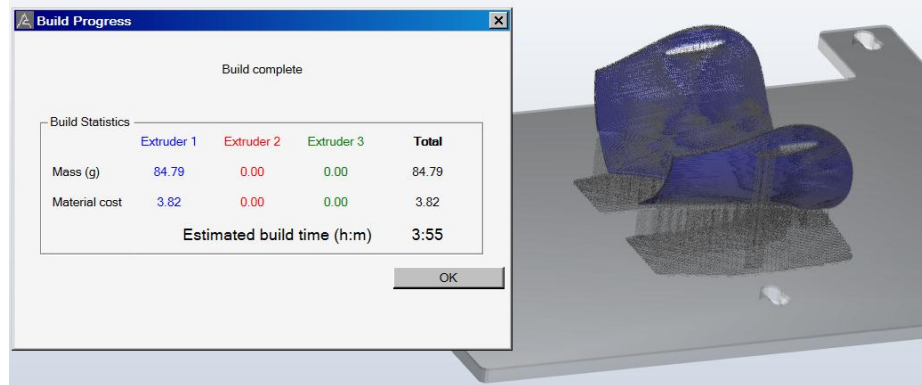 Build Progress
Build complete
Build Statistics
Extruder 1 Extruder 2 Extruder 3 Total
Mass (g) 84.79 0.00 0.00 84.79
Material cost 3.82 0.00 0.00 3.82
Estimated build time (h:m) 3:55
OK